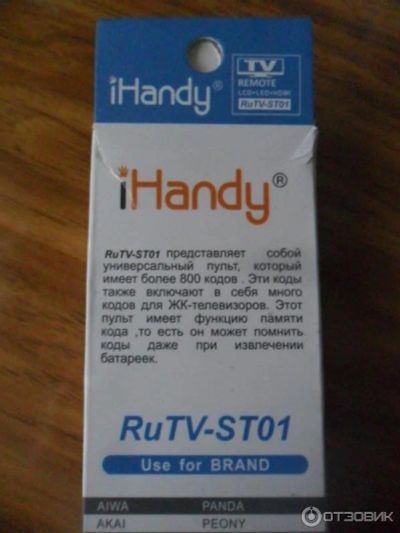 iHandy®
TV
REMOTE
LCD•LED•HDMI
RuTV-ST01
iHandy®
RuTV-ST01 представляет собой
универсальный пульт, который
имеет более 800 кодов . Эти коды
также включают в себя много
кодов для ЖК-телевизоров. Этот
пульт имеет функцию памяти
кода ,то есть он может помнить
коды даже при извлечении
батареек.
RuTV-ST01
Use for BRAND
AIWA PANDA
AKAI PEONY
ОТЗОВИК